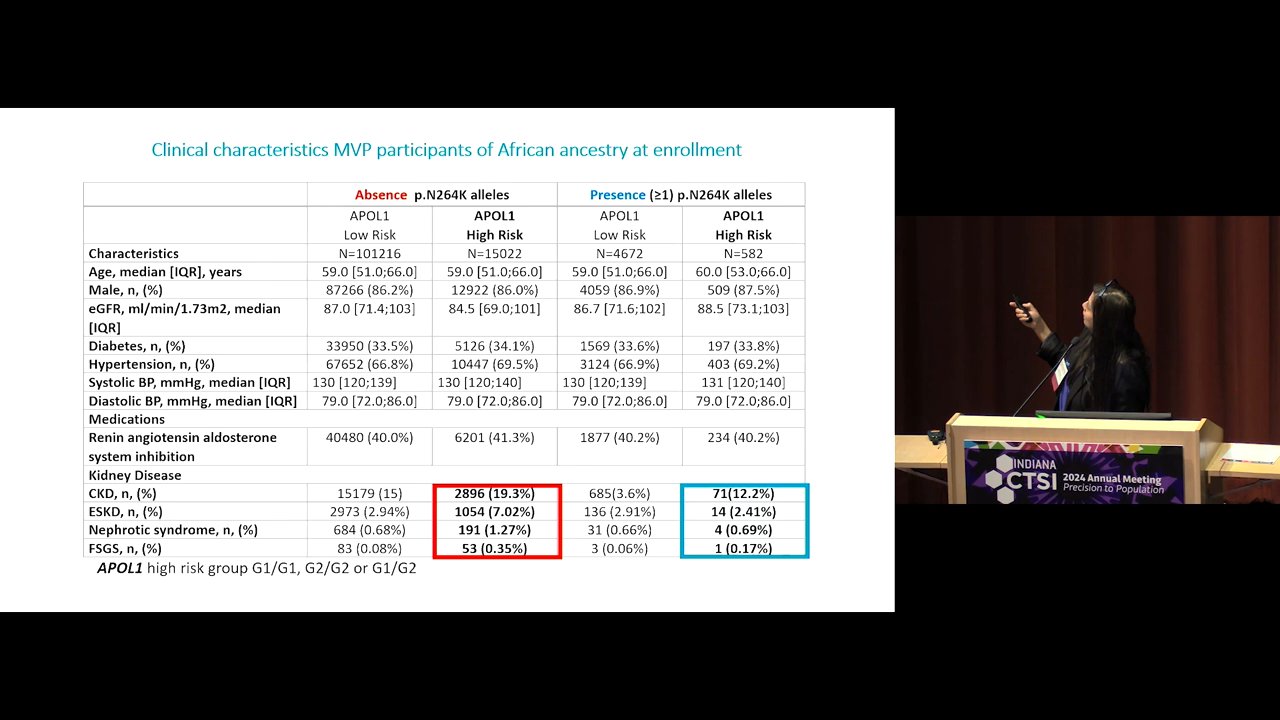 Clinical characteristics MVP participants of African ancestry at enrollment
Absence p.N264K alleles Presence (≥1) p.N264K alleles
APOL1 Low Risk APOL1 High Risk APOL1 Low Risk APOL1 High Risk
Characteristics N=101216 N=15022 N=4672 N=582
Age, median [IQR], years 59.0 [51.0;66.0] 59.0 [51.0;66.0] 59.0 [51.0;66.0] 60.0 [53.0;66.0]
Male, n, (%) 87266 (86.2%) 12922 (86.0%) 4059 (86.9%) 509 (87.5%)
eGFR, ml/min/1.73m2, median [IQR] 87.0 [71.4;103] 84.5 [69.0;101] 86.7 [71.6;102] 88.5 [73.1;103]
Diabetes, n, (%) 33950 (33.5%) 5126 (34.1%) 1569 (33.6%) 197 (33.8%)
Hypertension, n, (%) 67652 (66.8%) 10447 (69.5%) 3124 (66.9%) 403 (69.2%)
Systolic BP, mmHg, median [IQR] 130 [120;139] 130 [120;140] 130 [120;139] 131 [120;140]
Diastolic BP, mmHg, median [IQR] 79.0 [72.0;86.0] 79.0 [72.0;86.0] 79.0 [72.0;86.0] 79.0 [72.0;86.0]
Medications
Renin angiotensin aldosterone system inhibition 40480 (40.0%) 6201 (41.3%) 1877 (40.2%) 234 (40.2%)
Kidney Disease
CKD, n, (%) 15179 (15) 2896 (19.3%) 685(3.6%) 71(12.2%)
ESKD, n, (%) 2973 (2.94%) 1054 (7.02%) 136 (2.91%) 14 (2.41%)
Nephrotic syndrome, n, (%) 684 (0.68%) 191 (1.27%) 31 (0.66%) 4 (0.69%)
FSGS, n, (%) 83 (0.08%) 53 (0.35%) 3 (0.06%) 1 (0.17%)
APOL1 high risk group G1/G1, G2/G2 or G1/G2
INDIANA
CTSI
2024 Annual Meeting
Precision to Population